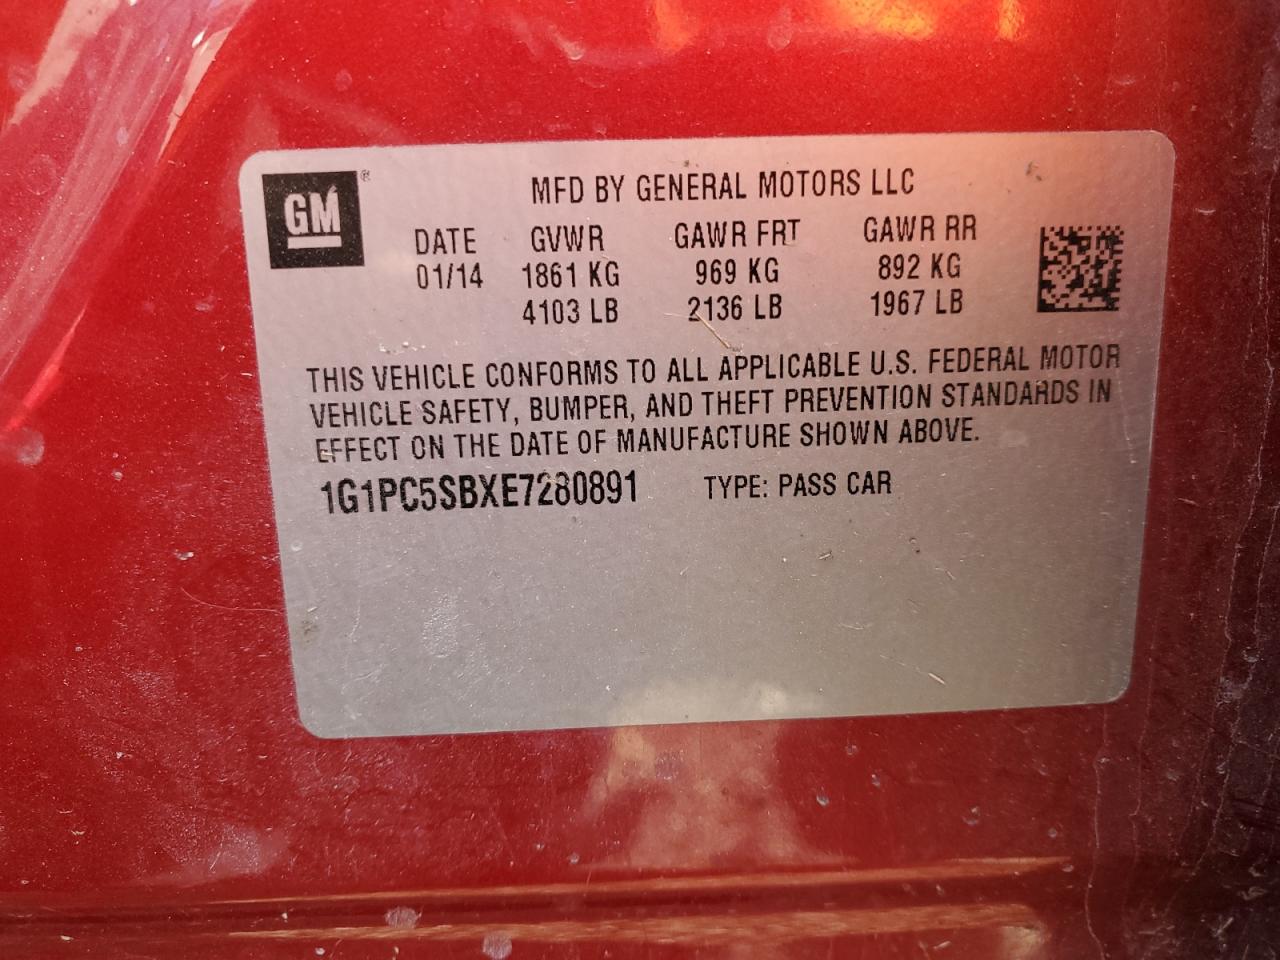 GM®
MFD BY GENERAL MOTORS LLC
DATE GVWR GAWR FRT GAWR RR
01/14 1861 KG 969 KG 892 KG
4103 LB 2136 LB 1967 LB
THIS VEHICLE CONFORMS TO ALL APPLICABLE U.S. FEDERAL MOTOR
VEHICLE SAFETY, BUMPER, AND THEFT PREVENTION STANDARDS IN
EFFECT ON THE DATE OF MANUFACTURE SHOWN ABOVE.
1G1PC5SBXE7280891 TYPE: PASS CAR